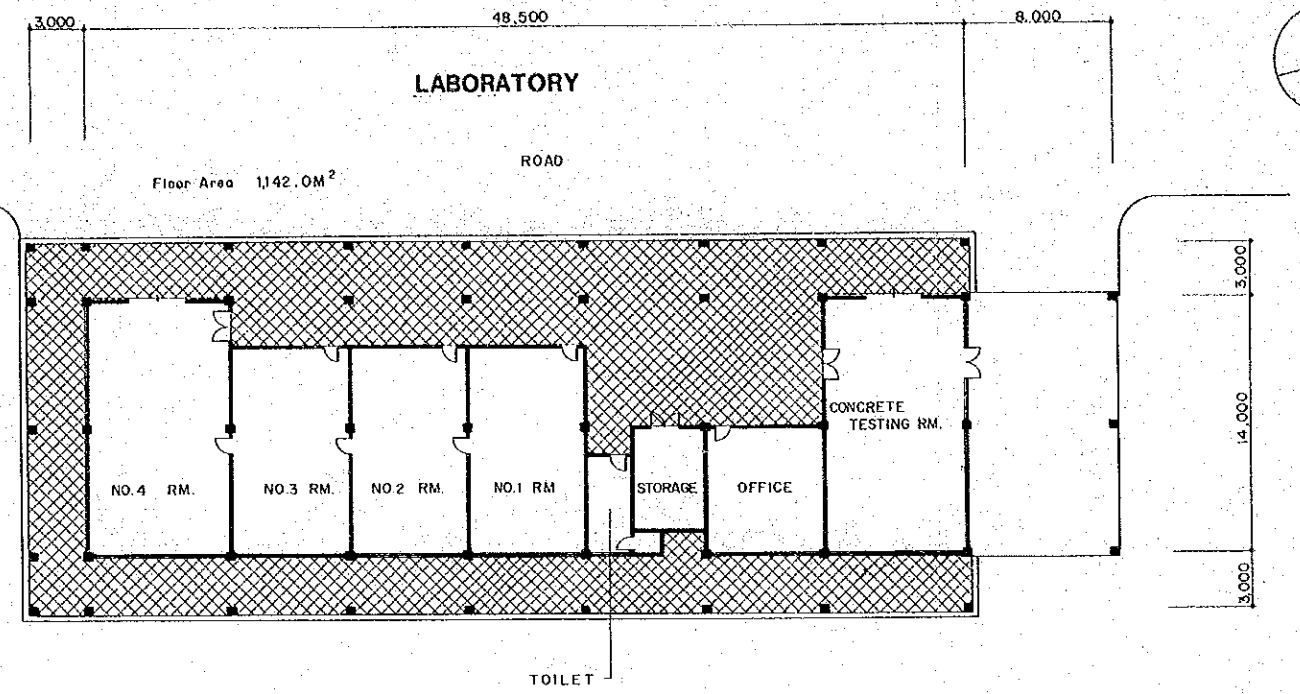 3,000
48,500
8,000
LABORATORY
ROAD
Floor Area 1,142.0M²
3,000
CONCRETE
TESTING RM.
14,000
NO.4 RM.
NO.3 RM.
NO.2 RM.
NO.1 RM
STORAGE
OFFICE
3,000
TOILET